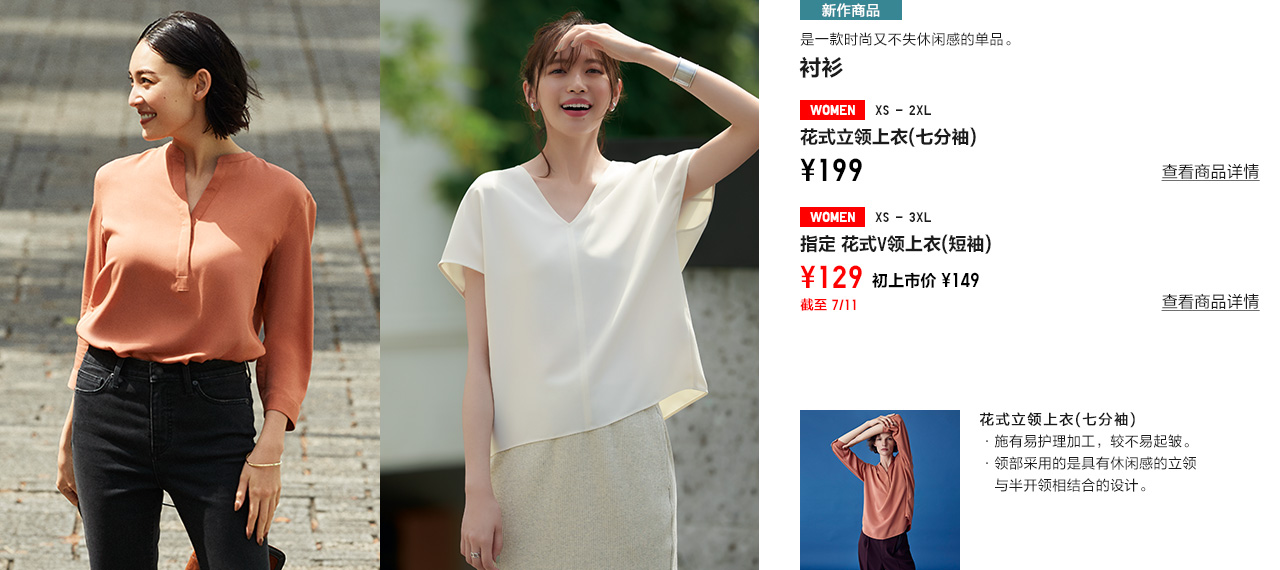 新作商品
是一款时尚又不失休闲感的单品。
衬衫
WOMEN XS - 2XL
花式立领上衣(七分袖)
¥199
查看商品详情
WOMEN XS - 3XL
指定 花式V领上衣(短袖)
¥129 初上市价 ¥149
截至 7/11
查看商品详情
花式立领上衣(七分袖)
·施有易护理加工，较不易起皱。
·领部采用的是具有休闲感的立领
与半开领相结合的设计。